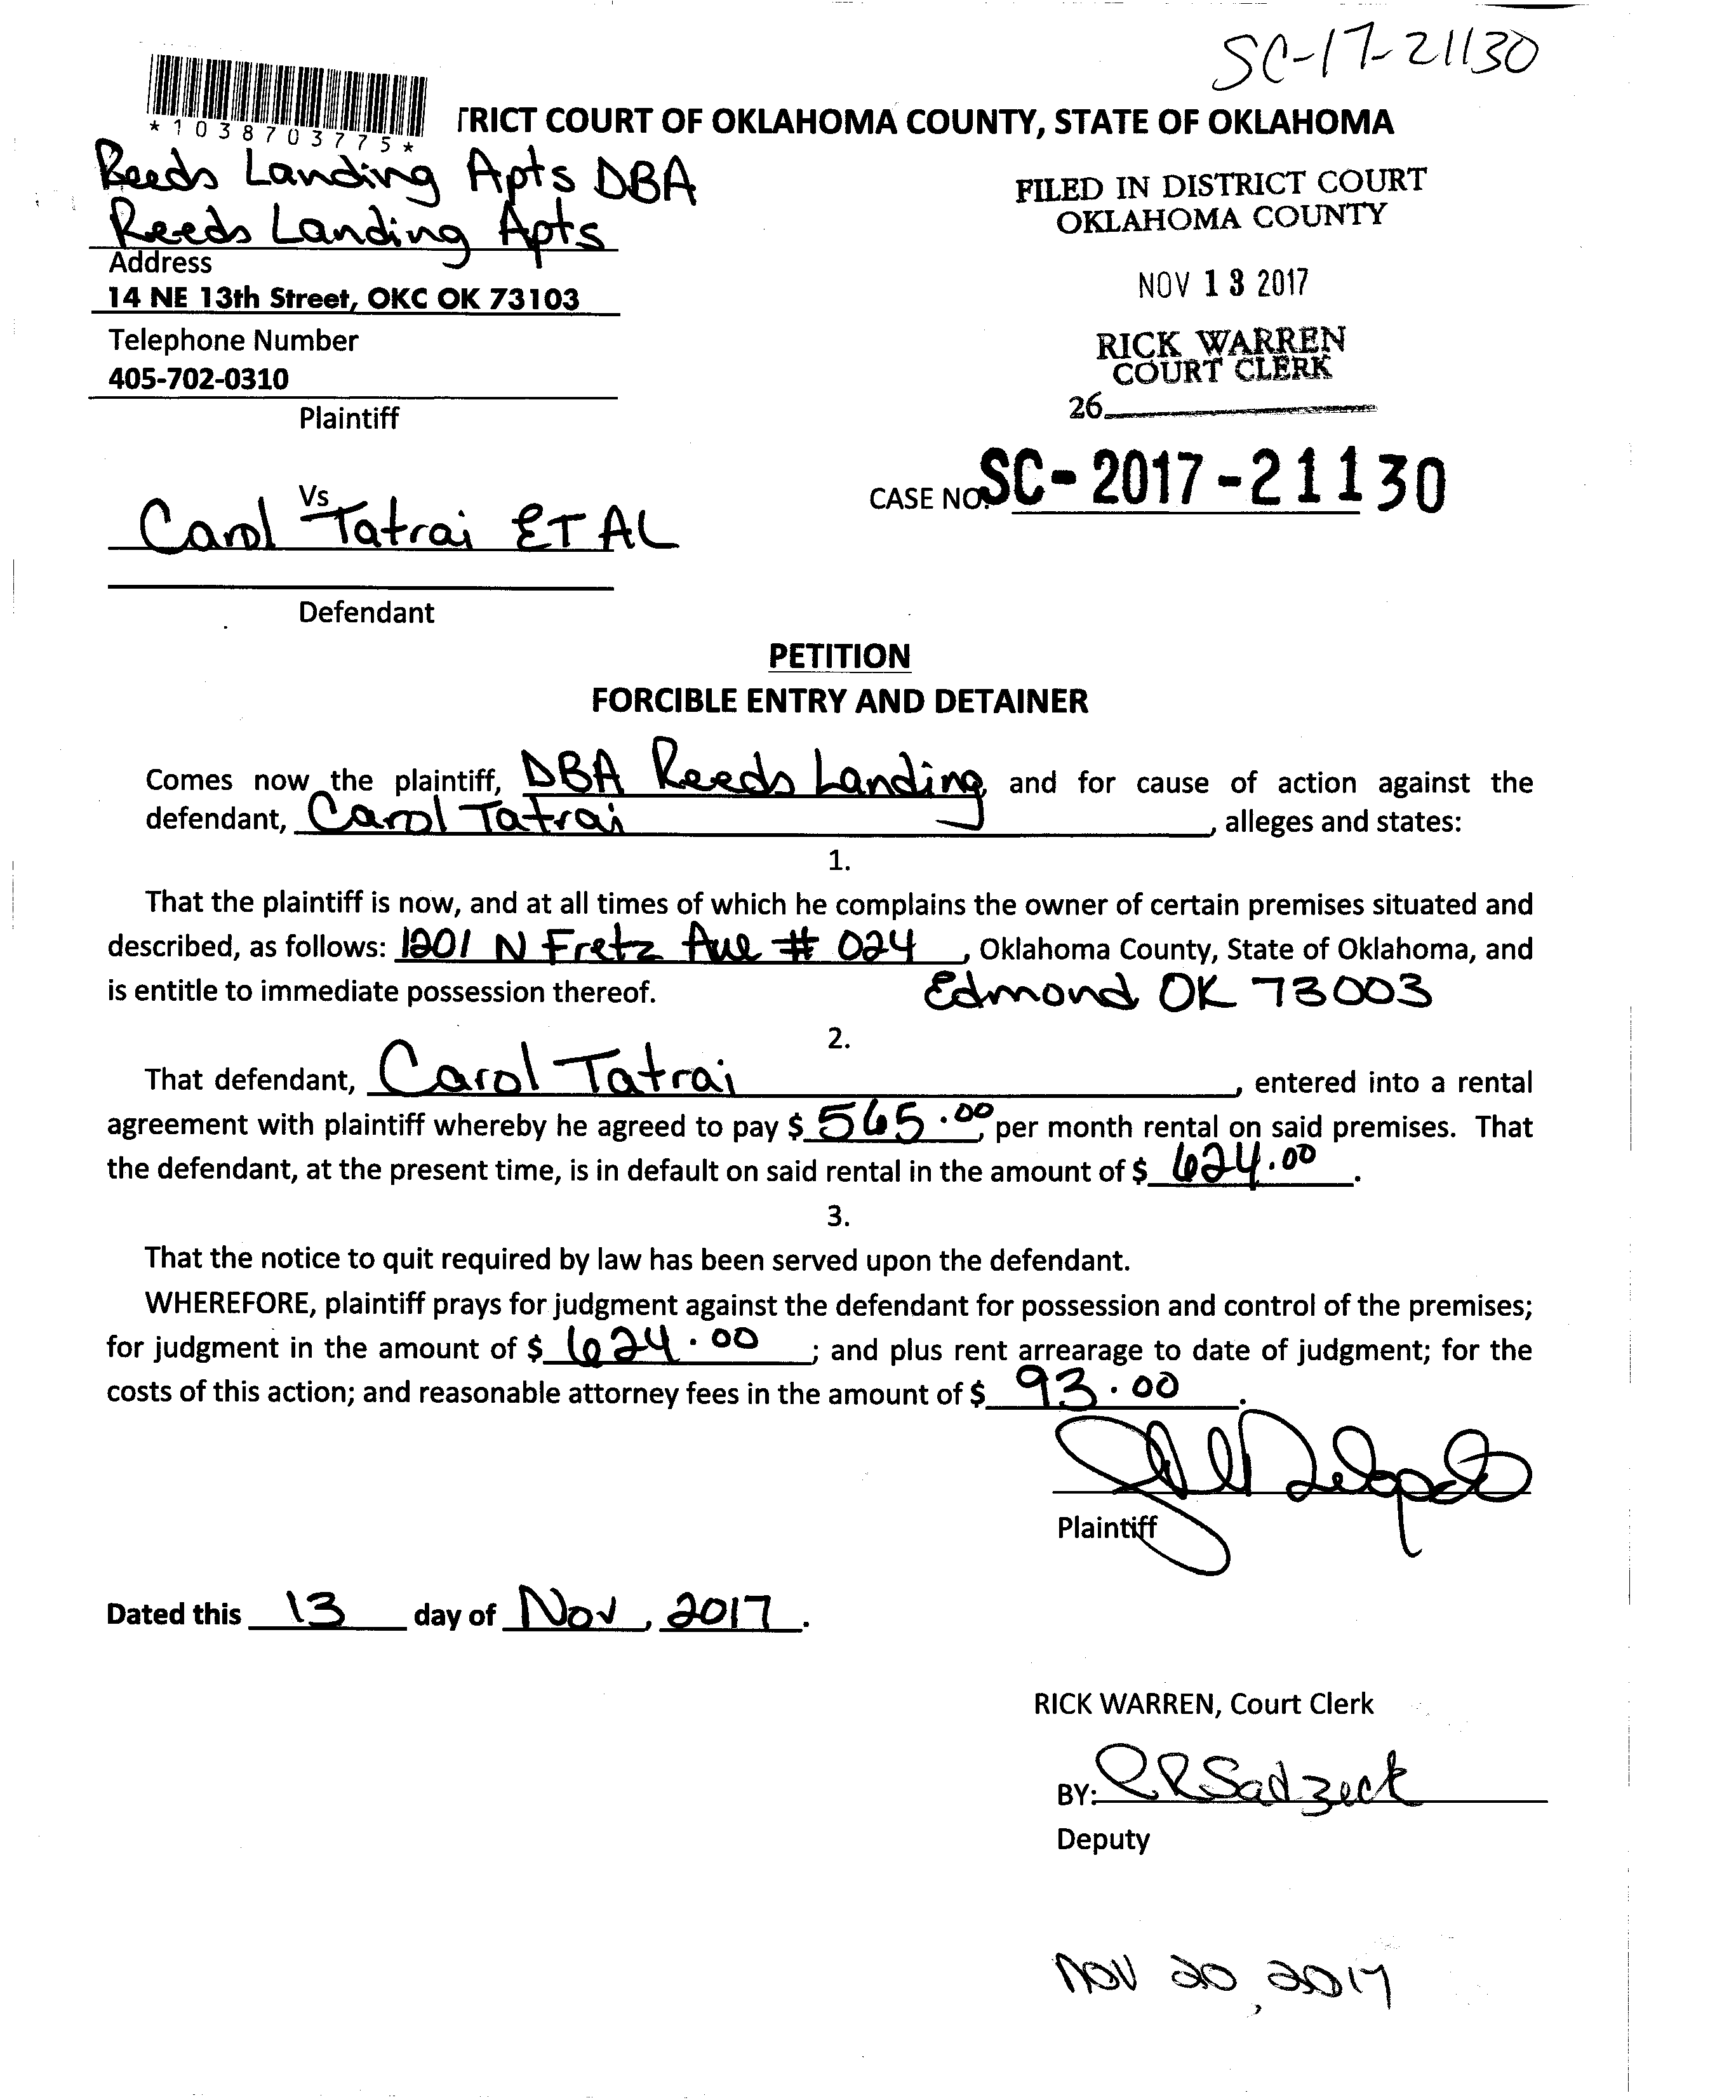 SC-17-21130
*1038703775*
TRICT COURT OF OKLAHOMA COUNTY, STATE OF OKLAHOMA
Reeds Landing Apts DBA
Reeds Landing Apts
Address
14 NE 13th Street, OKC OK 73103
Telephone Number
405-702-0310
Plaintiff
FILED IN DISTRICT COURT
OKLAHOMA COUNTY
NOV 13 2017
RICK WARREN
COURT CLERK
26
CASE NO. SC-2017-21130
Vs
Carol Tatrai ET AL
Defendant
PETITION
FORCIBLE ENTRY AND DETAINER
Comes now the plaintiff, DBA Reeds Landing, and for cause of action against the
defendant, Carol Tatrai, alleges and states:
1.
That the plaintiff is now, and at all times of which he complains the owner of certain premises situated and
described, as follows: 1201 N Fretz Ave # 024, Oklahoma County, State of Oklahoma, and
is entitle to immediate possession thereof. Edmond OK 73003
2.
That defendant, Carol Tatrai, entered into a rental
agreement with plaintiff whereby he agreed to pay $ 565.00, per month rental on said premises. That
the defendant, at the present time, is in default on said rental in the amount of $ 624.00.
3.
That the notice to quit required by law has been served upon the defendant.
WHEREFORE, plaintiff prays for judgment against the defendant for possession and control of the premises;
for judgment in the amount of $ 624.00; and plus rent arrearage to date of judgment; for the
costs of this action; and reasonable attorney fees in the amount of $ 93.00.
Delgado
Plaintiff
Dated this 13 day of Nov, 2017.
RICK WARREN, Court Clerk
BY: Sadzeck
Deputy
NOV 20, 2017